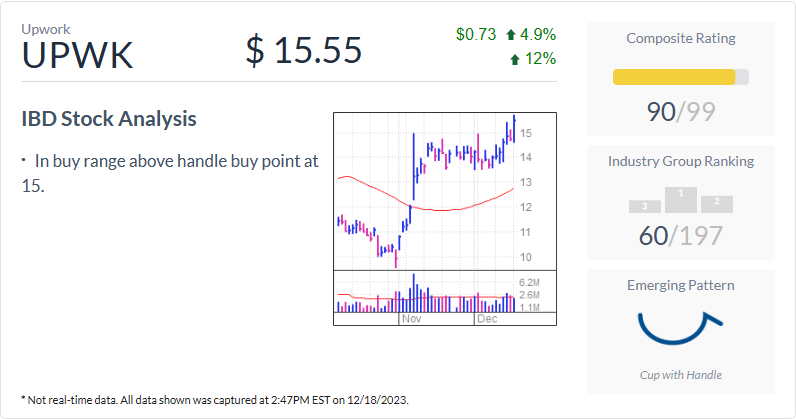 Upwork
UPWK
$ 15.55
$0.73 4.9%
12%
IBD Stock Analysis
· In buy range above handle buy point at
15.
15
14
13
12
11
10
6.2M
2.6M
1.1M
Nov
Dec
Composite Rating
90/99
Industry Group Ranking
3
1
2
60/197
Emerging Pattern
Cup with Handle
* Not real-time data. All data shown was captured at 2:47PM EST on 12/18/2023.